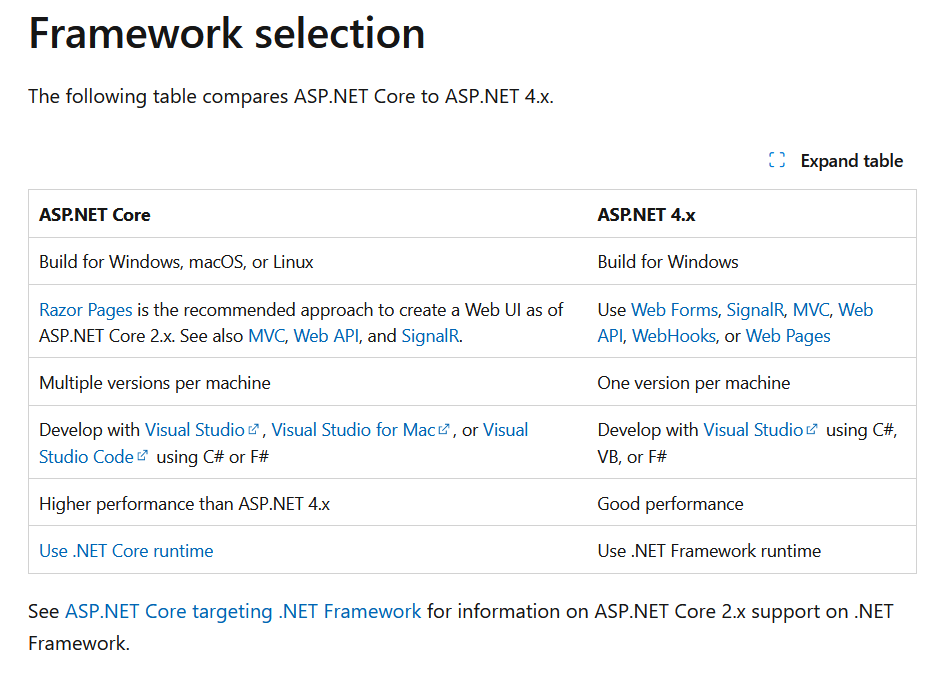 Framework selection
The following table compares ASP.NET Core to ASP.NET 4.x.
Expand table
ASP.NET Core
ASP.NET 4.x
Build for Windows, macOS, or Linux
Build for Windows
Razor Pages is the recommended approach to create a Web UI as of
ASP.NET Core 2.x. See also MVC, Web API, and SignalR.
Use Web Forms, SignalR, MVC, Web
API, WebHooks, or Web Pages
Multiple versions per machine
One version per machine
Develop with Visual Studio, Visual Studio for Mac, or Visual
Studio Code using C# or F#
Develop with Visual Studio using C#,
VB, or F#
Higher performance than ASP.NET 4.x
Good performance
Use .NET Core runtime
Use .NET Framework runtime
See ASP.NET Core targeting .NET Framework for information on ASP.NET Core 2.x support on .NET
Framework.